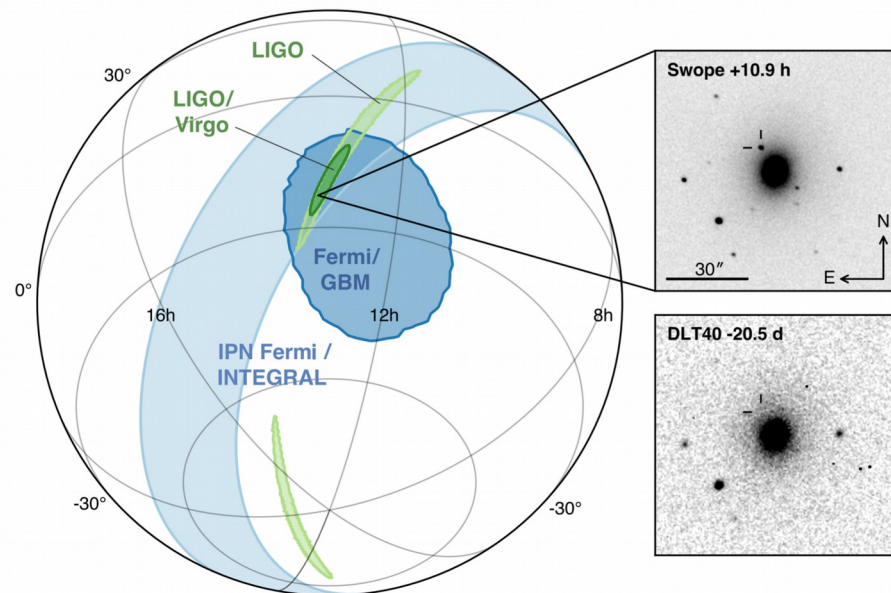 LIGO
30°
LIGO/
Virgo
Fermi/
GBM
0°
16h
12h
8h
IPN Fermi /
INTEGRAL
-30°
-30°
Swope +10.9 h
N
30″
E
DLT40 -20.5 d